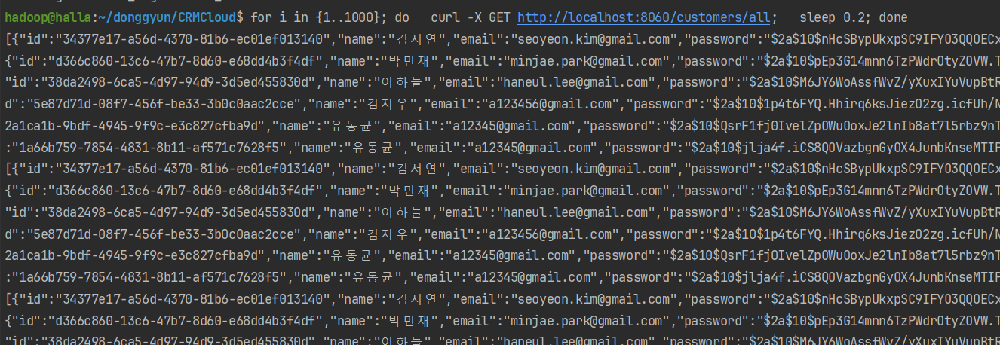 hadoop@halla:~/donggyun/CRMCloud$ for i in {1..1000}; do   curl -X GET http://localhost:8060/customers/all;   sleep 0.2; done
[{"id":"34377e17-a56d-4370-81b6-ec01ef013140","name":"김서연","email":"seoyeon.kim@gmail.com","password":"$2a$10$nHcSBypUkxpSC9IFYO3QQOECx
{"id":"d366c860-13c6-47b7-8d60-e68dd4b3f4df","name":"박민재","email":"minjae.park@gmail.com","password":"$2a$10$pEp3G14mnn6TzPWdrOtyZOVW.T
"id":"38da2498-6ca5-4d97-94d9-3d5ed455830d","name":"이하늘","email":"haneul.lee@gmail.com","password":"$2a$10$M6JY6WoAssfWvZ/yXuxIYuVupBtR
d":"5e87d71d-08f7-456f-be33-3b0c0aac2cce","name":"김지우","email":"a123456@gmail.com","password":"$2a$10$1p4t6FYQ.Hhirq6ksJiezO2zg.icfUh/N
2a1ca1b-9bdf-4945-9f9c-e3c827cfba9d","name":"유동균","email":"a12345@gmail.com","password":"$2a$10$QsrF1fj0IvelZpOWuOoxJe2lnIb8at7l5rbz9nT
:"1a66b759-7854-4831-8b11-af571c7628f5","name":"유동균","email":"a12345@gmail.com","password":"$2a$10$jlja4f.iCS8QOVazbgnGyOX4JunbKnseMTIF
[{"id":"34377e17-a56d-4370-81b6-ec01ef013140","name":"김서연","email":"seoyeon.kim@gmail.com","password":"$2a$10$nHcSBypUkxpSC9IFYO3QQOECx
{"id":"d366c860-13c6-47b7-8d60-e68dd4b3f4df","name":"박민재","email":"minjae.park@gmail.com","password":"$2a$10$pEp3G14mnn6TzPWdrOtyZOVW.T
"id":"38da2498-6ca5-4d97-94d9-3d5ed455830d","name":"이하늘","email":"haneul.lee@gmail.com","password":"$2a$10$M6JY6WoAssfWvZ/yXuxIYuVupBtR
d":"5e87d71d-08f7-456f-be33-3b0c0aac2cce","name":"김지우","email":"a123456@gmail.com","password":"$2a$10$1p4t6FYQ.Hhirq6ksJiezO2zg.icfUh/N
2a1ca1b-9bdf-4945-9f9c-e3c827cfba9d","name":"유동균","email":"a12345@gmail.com","password":"$2a$10$QsrF1fj0IvelZpOWuOoxJe2lnIb8at7l5rbz9nT
:"1a66b759-7854-4831-8b11-af571c7628f5","name":"유동균","email":"a12345@gmail.com","password":"$2a$10$jlja4f.iCS8QOVazbgnGyOX4JunbKnseMTIF
[{"id":"34377e17-a56d-4370-81b6-ec01ef013140","name":"김서연","email":"seoyeon.kim@gmail.com","password":"$2a$10$nHcSBypUkxpSC9IFYO3QQOECx
{"id":"d366c860-13c6-47b7-8d60-e68dd4b3f4df","name":"박민재","email":"minjae.park@gmail.com","password":"$2a$10$pEp3G14mnn6TzPWdrOtyZOVW.T
"id":"38da2498-6ca5-4d97-94d9-3d5ed455830d","name":"이하늘","email":"haneul.lee@gmail.com","password":"$2a$10$M6JY6WoAssfWvZ/yXuxIYuVupBtR